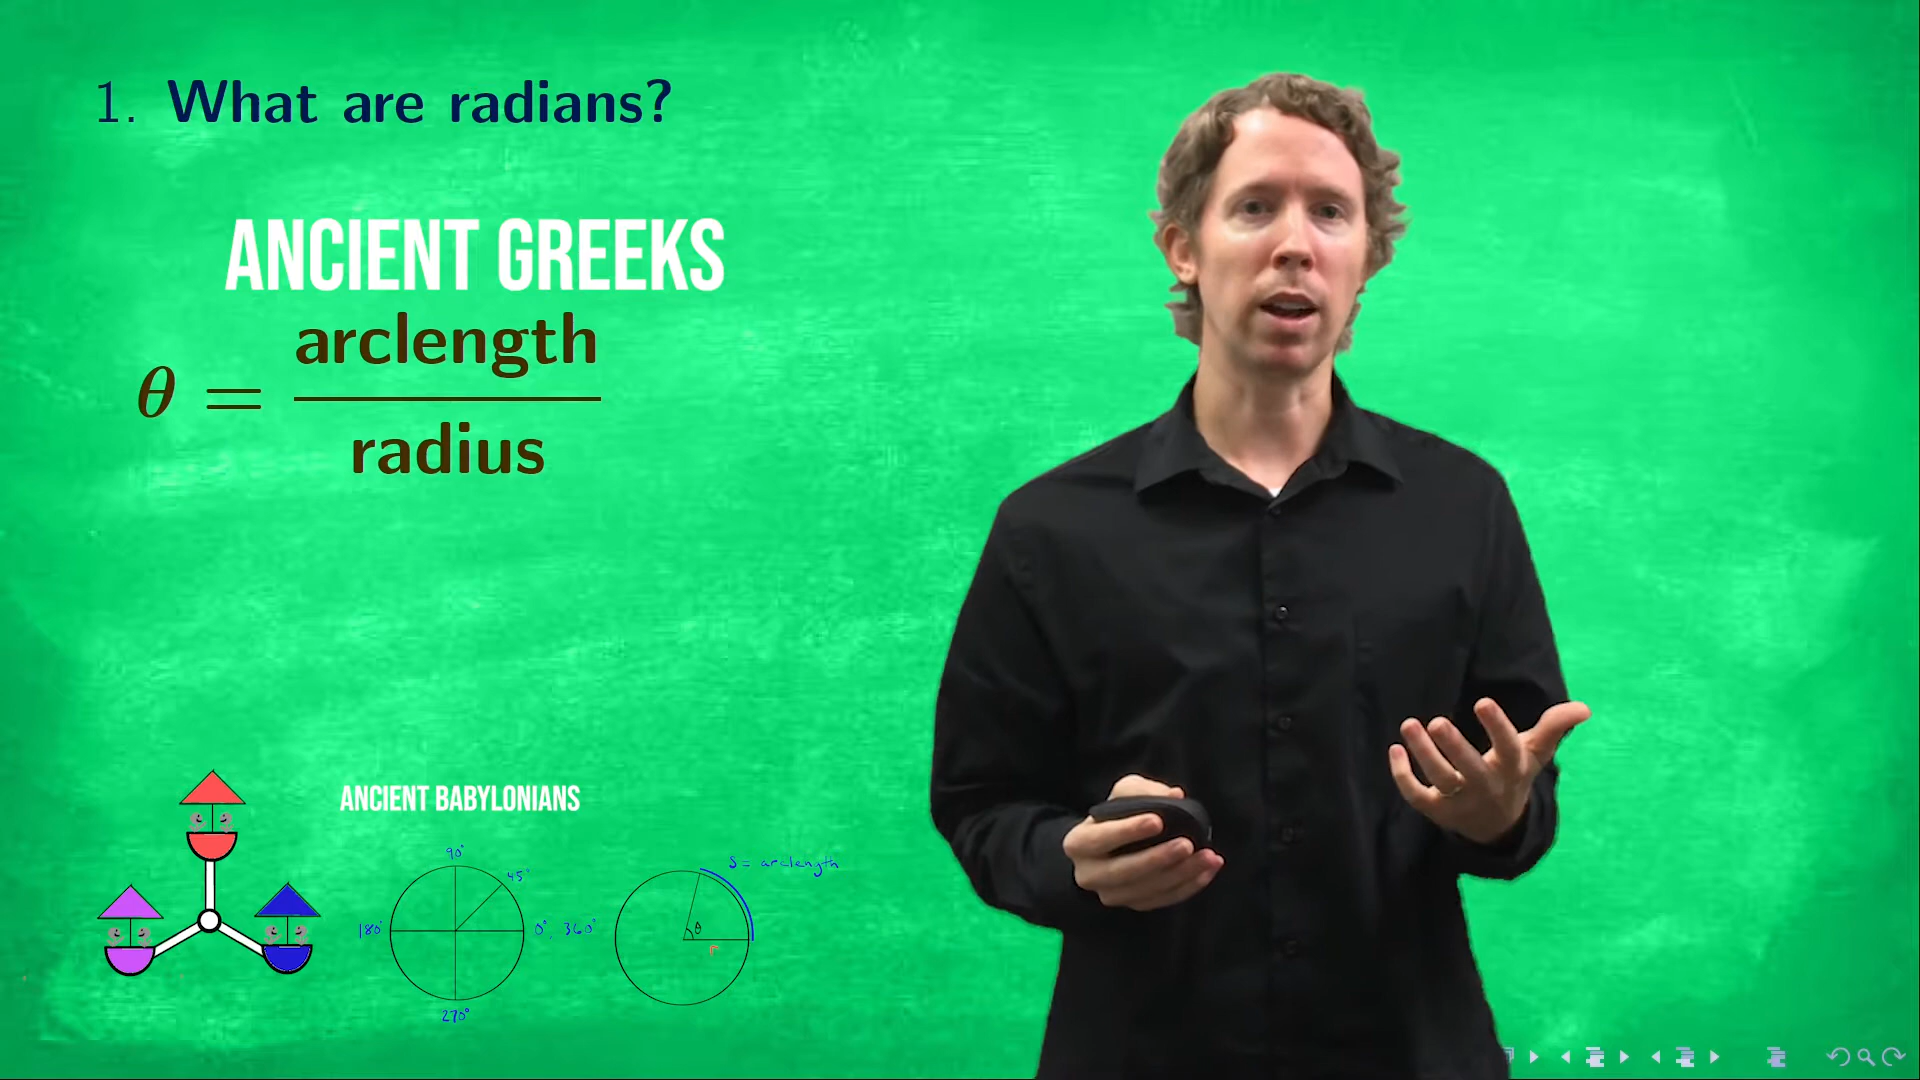 1. What are radians?
ANCIENT GREEKS
θ = arclength
radius
ANCIENT BABYLONIANS
90°
45°
180°
0°, 360°
270°
S = arclength
θ
r